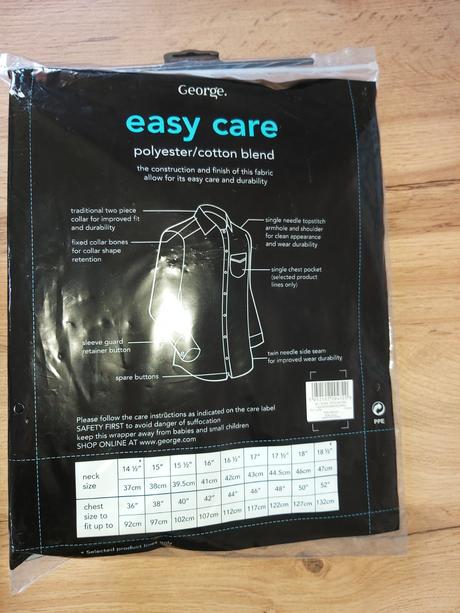 George.
easy care
polyester/cotton blend
the construction and finish of this fabric
allow for its easy care and durability
traditional two piece
collar for improved fit
and durability
fixed collar bones
for collar shape
retention
single needle topstitch
armhole and shoulder
for clean appearance
and wear durability
single chest pocket
(selected product
lines only)
sleeve guard
retainer button
spare buttons
twin needle side seam
for improved wear durability
Please follow the care instructions as indicated on the care label
SAFETY FIRST to avoid danger of suffocation
keep this wrapper away from babies and small children
SHOP ONLINE AT www.george.com
PPE
neck size 14 ½" 15" 15 ½" 16" 16 ½" 17" 17 ½" 18" 18 ½"
37cm 38cm 39.5cm 41cm 42cm 43cm 44.5cm 46cm 47cm
chest size to fit up to 36" 38" 40" 42" 44" 46" 48" 50" 52"
92cm 97cm 102cm 107cm 112cm 117cm 122cm 127cm 132cm
* Selected product lines only